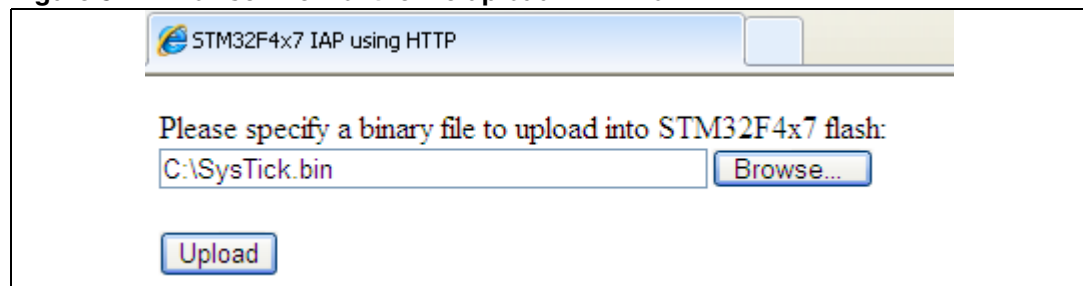 STM32F4x7 IAP using HTTP
Please specify a binary file to upload into STM32F4x7 flash:
C:\SysTick.bin Browse...
Upload